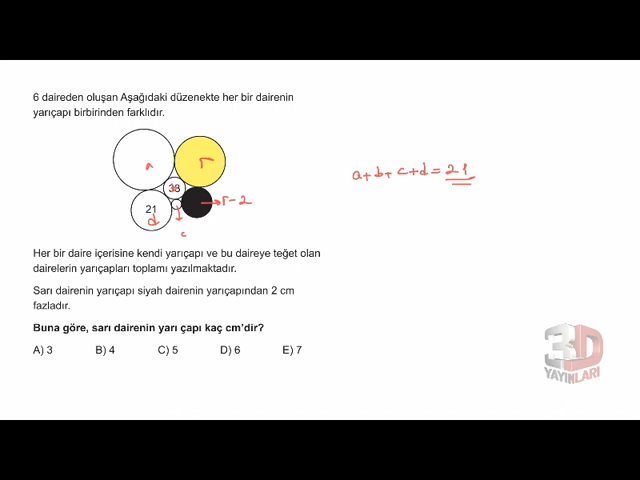 6 daireden oluşan Aşağıdaki düzenekte her bir dairenin
yarıçapı birbirinden farklıdır.
a
r
33
r-2
21
d
c
a+b+c+d=21
Her bir daire içerisine kendi yarıçapı ve bu daireye teğet olan
dairelerin yarıçapları toplamı yazılmaktadır.
Sarı dairenin yarıçapı siyah dairenin yarıçapından 2 cm
fazladır.
Buna göre, sarı dairenin yarı çapı kaç cm'dir?
A) 3 B) 4 C) 5 D) 6 E) 7
3D
YAYINLARI